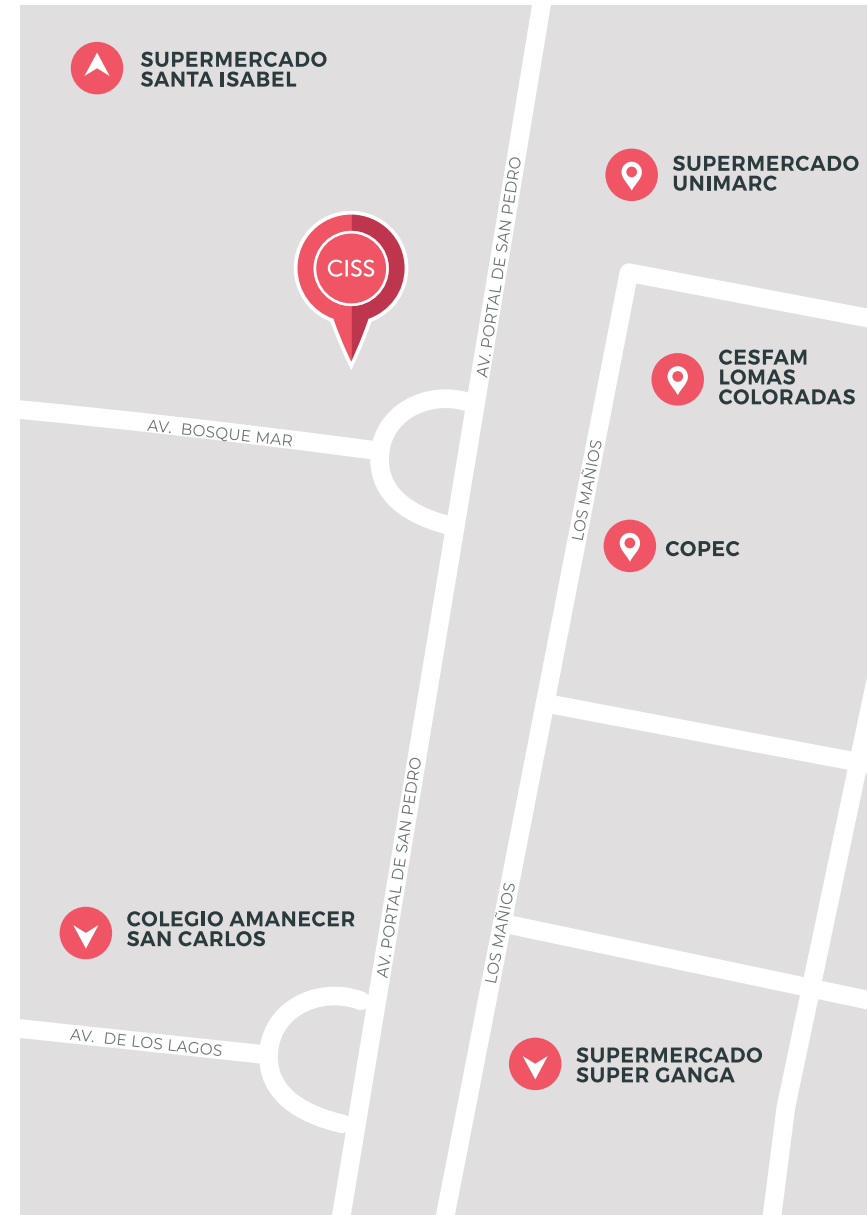 SUPERMERCADO
SANTA ISABEL
SUPERMERCADO
UNIMARC
AV. PORTAL DE SAN PEDRO
CISS
CESFAM
LOMAS
COLORADAS
AV. BOSQUE MAR
LOS MAÑIOS
COPEC
AV. PORTAL DE SAN PEDRO
COLEGIO AMANECER
SAN CARLOS
LOS MAÑIOS
AV. DE LOS LAGOS
SUPERMERCADO
SUPER GANGA